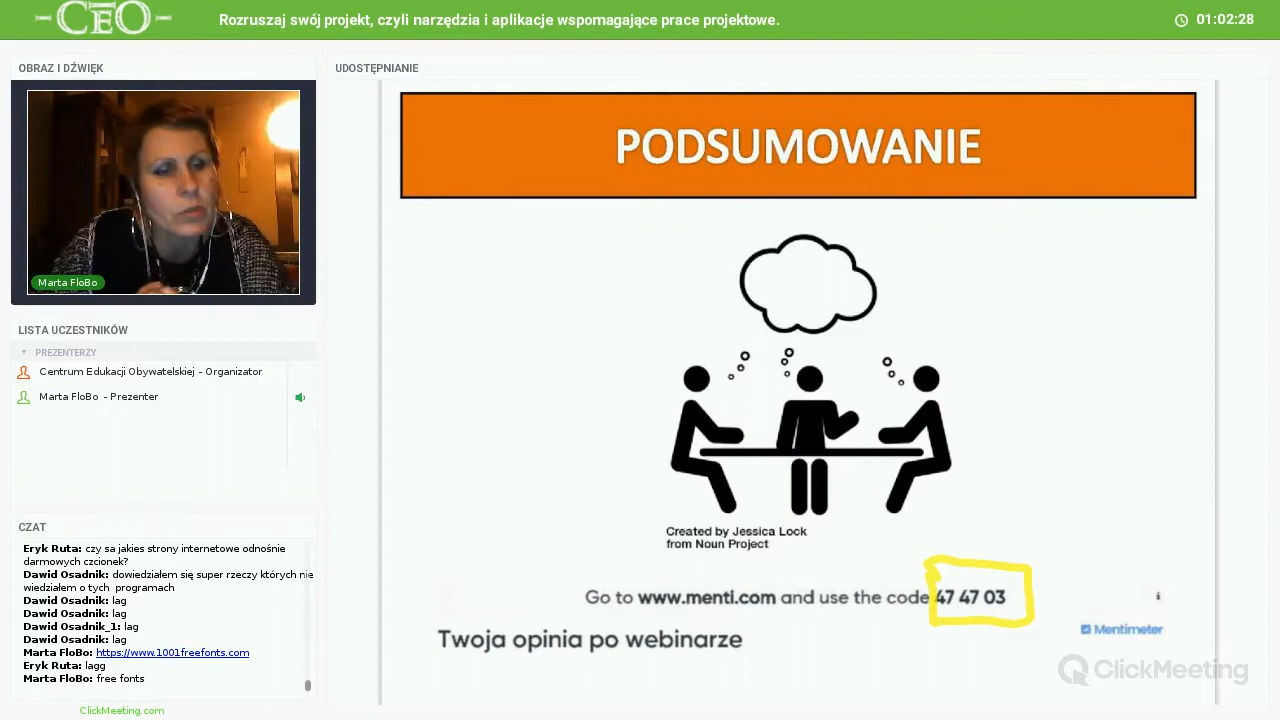 CEO
Rozruszaj swój projekt, czyli narzędzia i aplikacje wspomagające prace projektowe.
01:02:28
OBRAZ I DŹWIĘK
Marta FloBo
LISTA UCZESTNIKÓW
PREZENTERZY
Centrum Edukacji Obywatelskiej - Organizator
Marta FloBo - Prezenter
CZAT
Eryk Ruta: czy sa jakies strony internetowe odnośnie
darmowych czcionek?
Dawid Osadnik: dowiedziałem się super rzeczy których nie
wiedziałem o tych programach
Dawid Osadnik: lag
Dawid Osadnik: lag
Dawid Osadnik_1: lag
Dawid Osadnik: lag
Marta FloBo: https://www.1001freefonts.com
Eryk Ruta: lagg
Marta FloBo: free fonts
ClickMeeting.com
UDOSTĘPNIANIE
PODSUMOWANIE
Created by Jessica Lock
from Noun Project
Go to www.menti.com and use the code 47 47 03
Mentimeter
Twoja opinia po webinarze
ClickMeeting